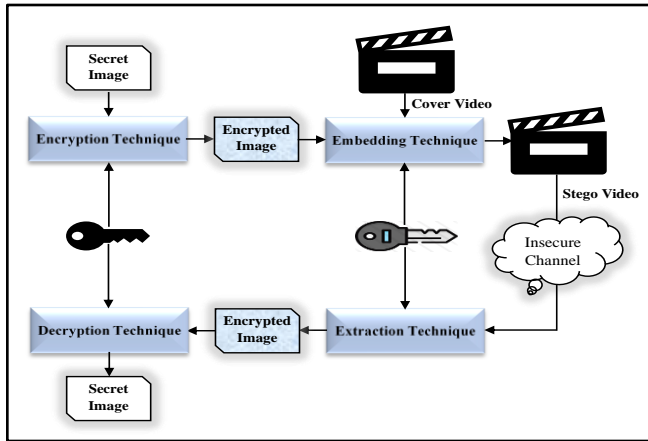 Secret
Image
Cover Video
Encryption Technique
Encrypted
Image
Embedding Technique
Stego Video
Insecure
Channel
Decryption Technique
Encrypted
Image
Extraction Technique
Secret
Image